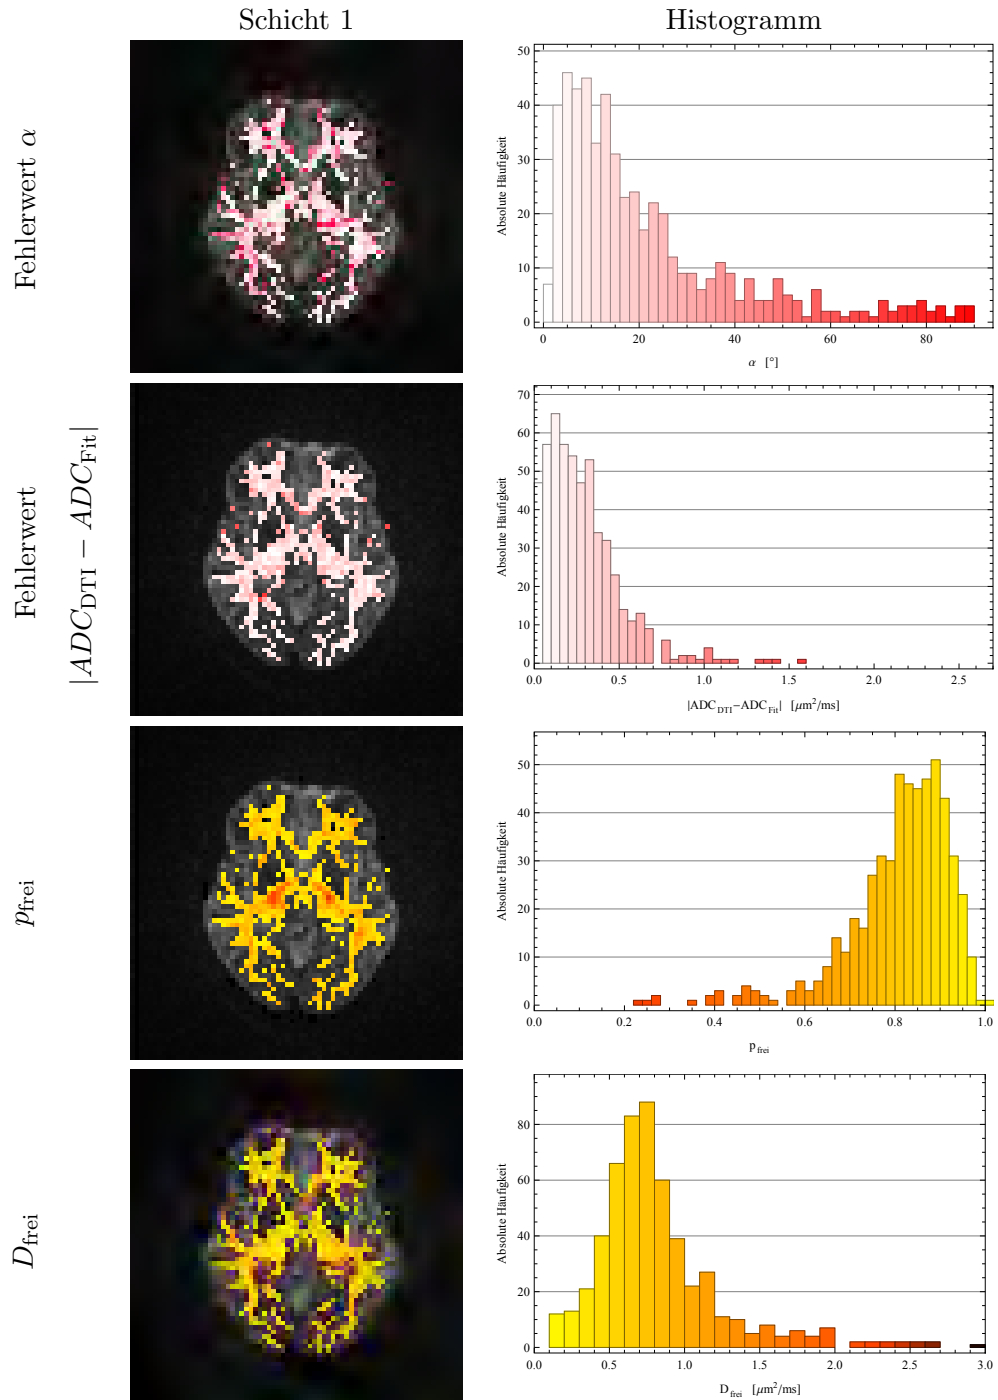 Schicht 1
Histogramm
Fehlerwert α
50
40
30
20
10
0
Absolute Häufigkeit
0 20 40 60 80
α [°]
Fehlerwert
|ADC_DTI − ADC_Fit|
70
60
50
40
30
20
10
0
Absolute Häufigkeit
0.0 0.5 1.0 1.5 2.0 2.5
|ADC_DTI−ADC_Fit| [μm²/ms]
p_frei
50
40
30
20
10
0
Absolute Häufigkeit
0.0 0.2 0.4 0.6 0.8 1.0
p_frei
D_frei
80
60
40
20
0
Absolute Häufigkeit
0.0 0.5 1.0 1.5 2.0 2.5 3.0
D_frei [μm²/ms]